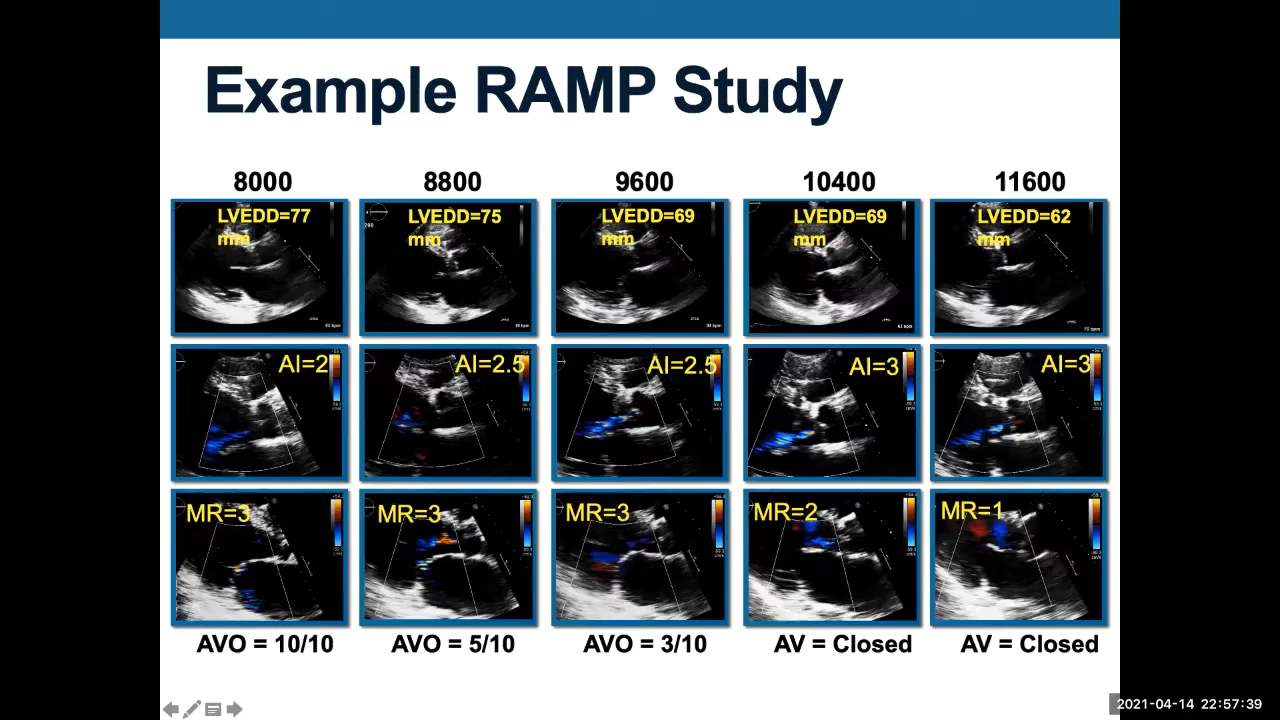 Example RAMP Study
8000 8800 9600 10400 11600
LVEDD=77 mm
LVEDD=75 mm
LVEDD=69 mm
LVEDD=69 mm
LVEDD=62 mm
AI=2 AI=2.5 AI=2.5 AI=3 AI=3
MR=3 MR=3 MR=3 MR=2 MR=1
AVO = 10/10 AVO = 5/10 AVO = 3/10 AV = Closed AV = Closed
2021-04-14 22:57:39